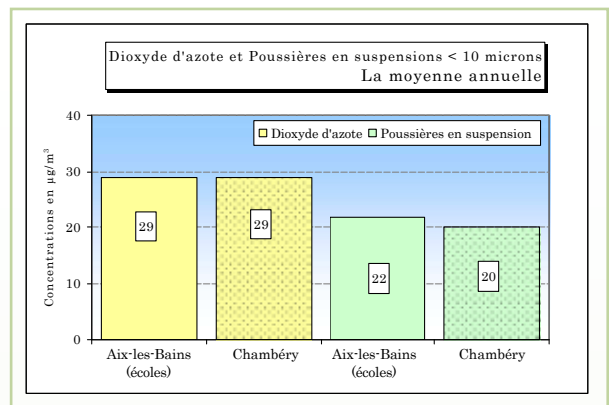 Dioxyde d'azote et Poussières en suspensions < 10 microns
La moyenne annuelle
Concentrations en µg/m³
40
30
20
10
0
Dioxyde d'azote Poussières en suspension
29
29
22
20
Aix-les-Bains Chambéry Aix-les-Bains Chambéry
(écoles) (écoles)